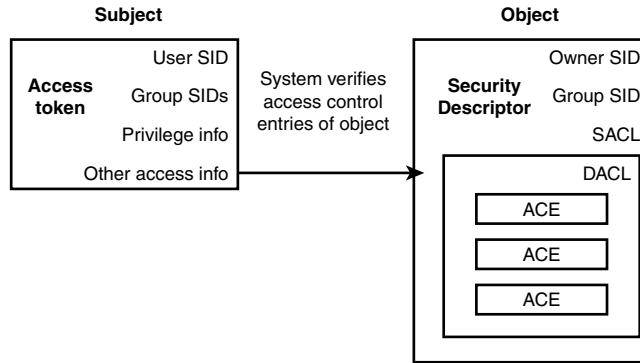 Subject
Object
Access
token
User SID
Group SIDs
Privilege info
Other access info
System verifies
access control
entries of object
Security
Descriptor
Owner SID
Group SID
SACL
DACL
ACE
ACE
ACE